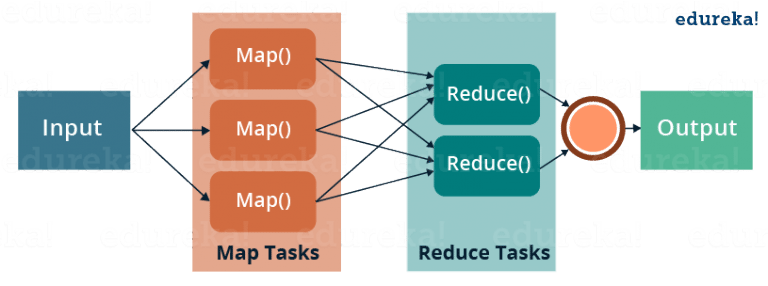 edureka!
Map()
Input
Map()
Map()
Map Tasks
Reduce()
Reduce()
Reduce Tasks
Output